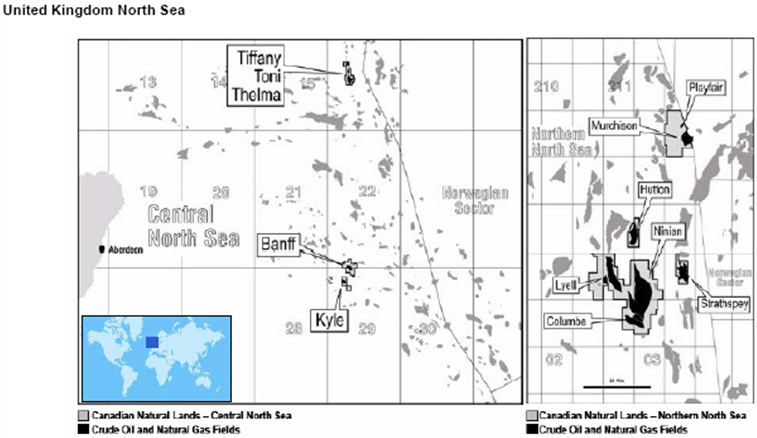 United Kingdom North Sea
Tiffany
Toni
Thelma
13
14
15
19
20
21
22
Norwegian
Sector
Central
North Sea
Aberdeen
Banff
Kyle
28
29
30
Canadian Natural Lands – Central North Sea
Crude Oil and Natural Gas Fields
210
211
Playfair
Murchison
Northern
North Sea
Hutton
Ninian
Lyell
Columba
Strathspey
Norwegian
Sector
02
03
Canadian Natural Lands – Northern North Sea
Crude Oil and Natural Gas Fields